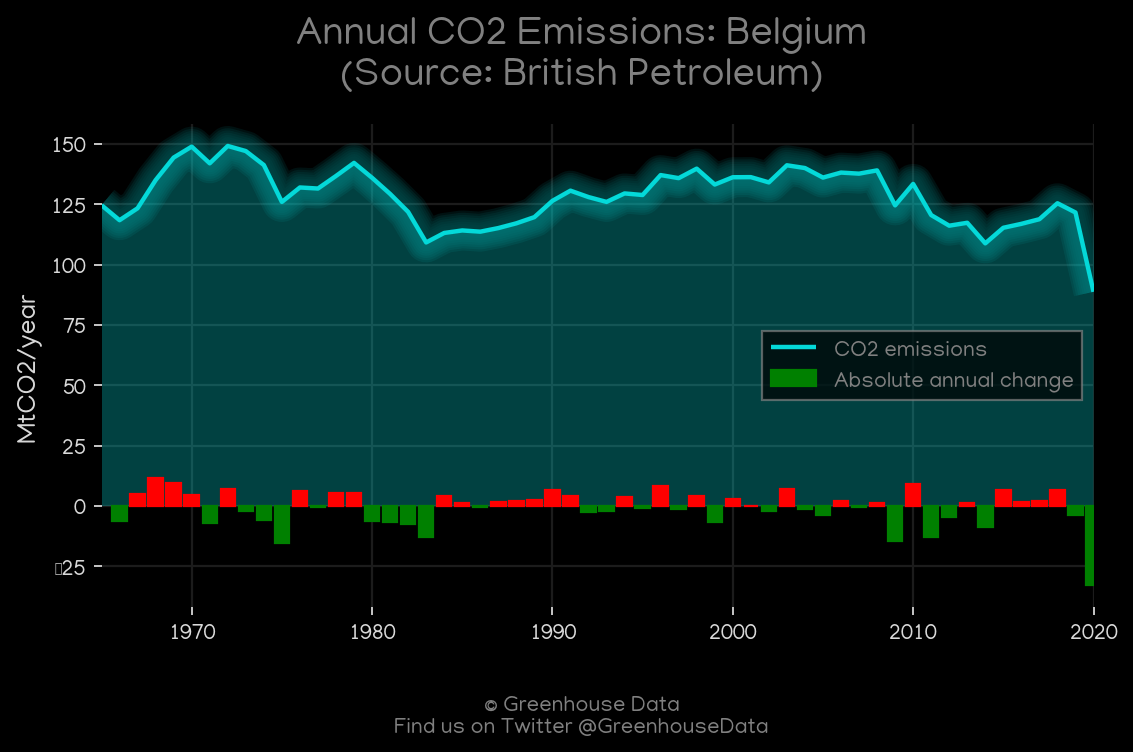 Annual CO2 Emissions: Belgium
(Source: British Petroleum)
MtCO2/year
150
125
100
75
50
25
0
▯25
CO2 emissions
Absolute annual change
1970 1980 1990 2000 2010 2020
© Greenhouse Data
Find us on Twitter @GreenhouseData